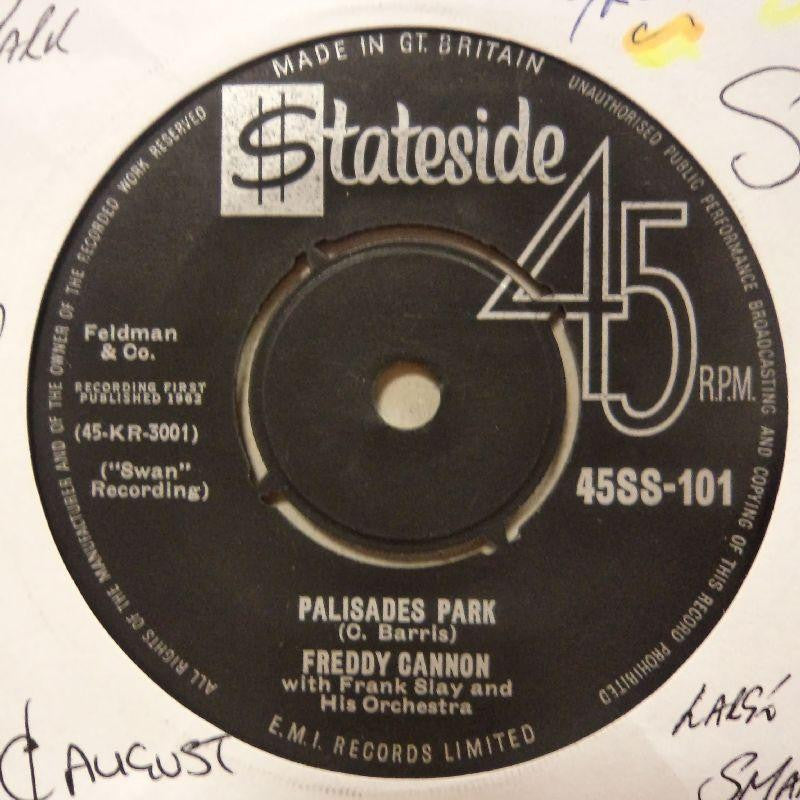 MADE IN GT. BRITAIN
$tateside
45
R.P.M.
UNAUTHORISED PUBLIC PERFORMANCE BROADCASTING AND COPYING OF THIS RECORD PROHIBITED
ALL RIGHTS OF THE MANUFACTURER AND OF THE OWNER OF THE RECORDED WORK RESERVED
Feldman
& Co.
RECORDING FIRST
PUBLISHED 1962
(45-KR-3001)
("Swan"
Recording)
45SS-101
PALISADES PARK
(C. Barris)
FREDDY CANNON
with Frank Slay and
His Orchestra
E.M.I. RECORDS LIMITED
AUGUST